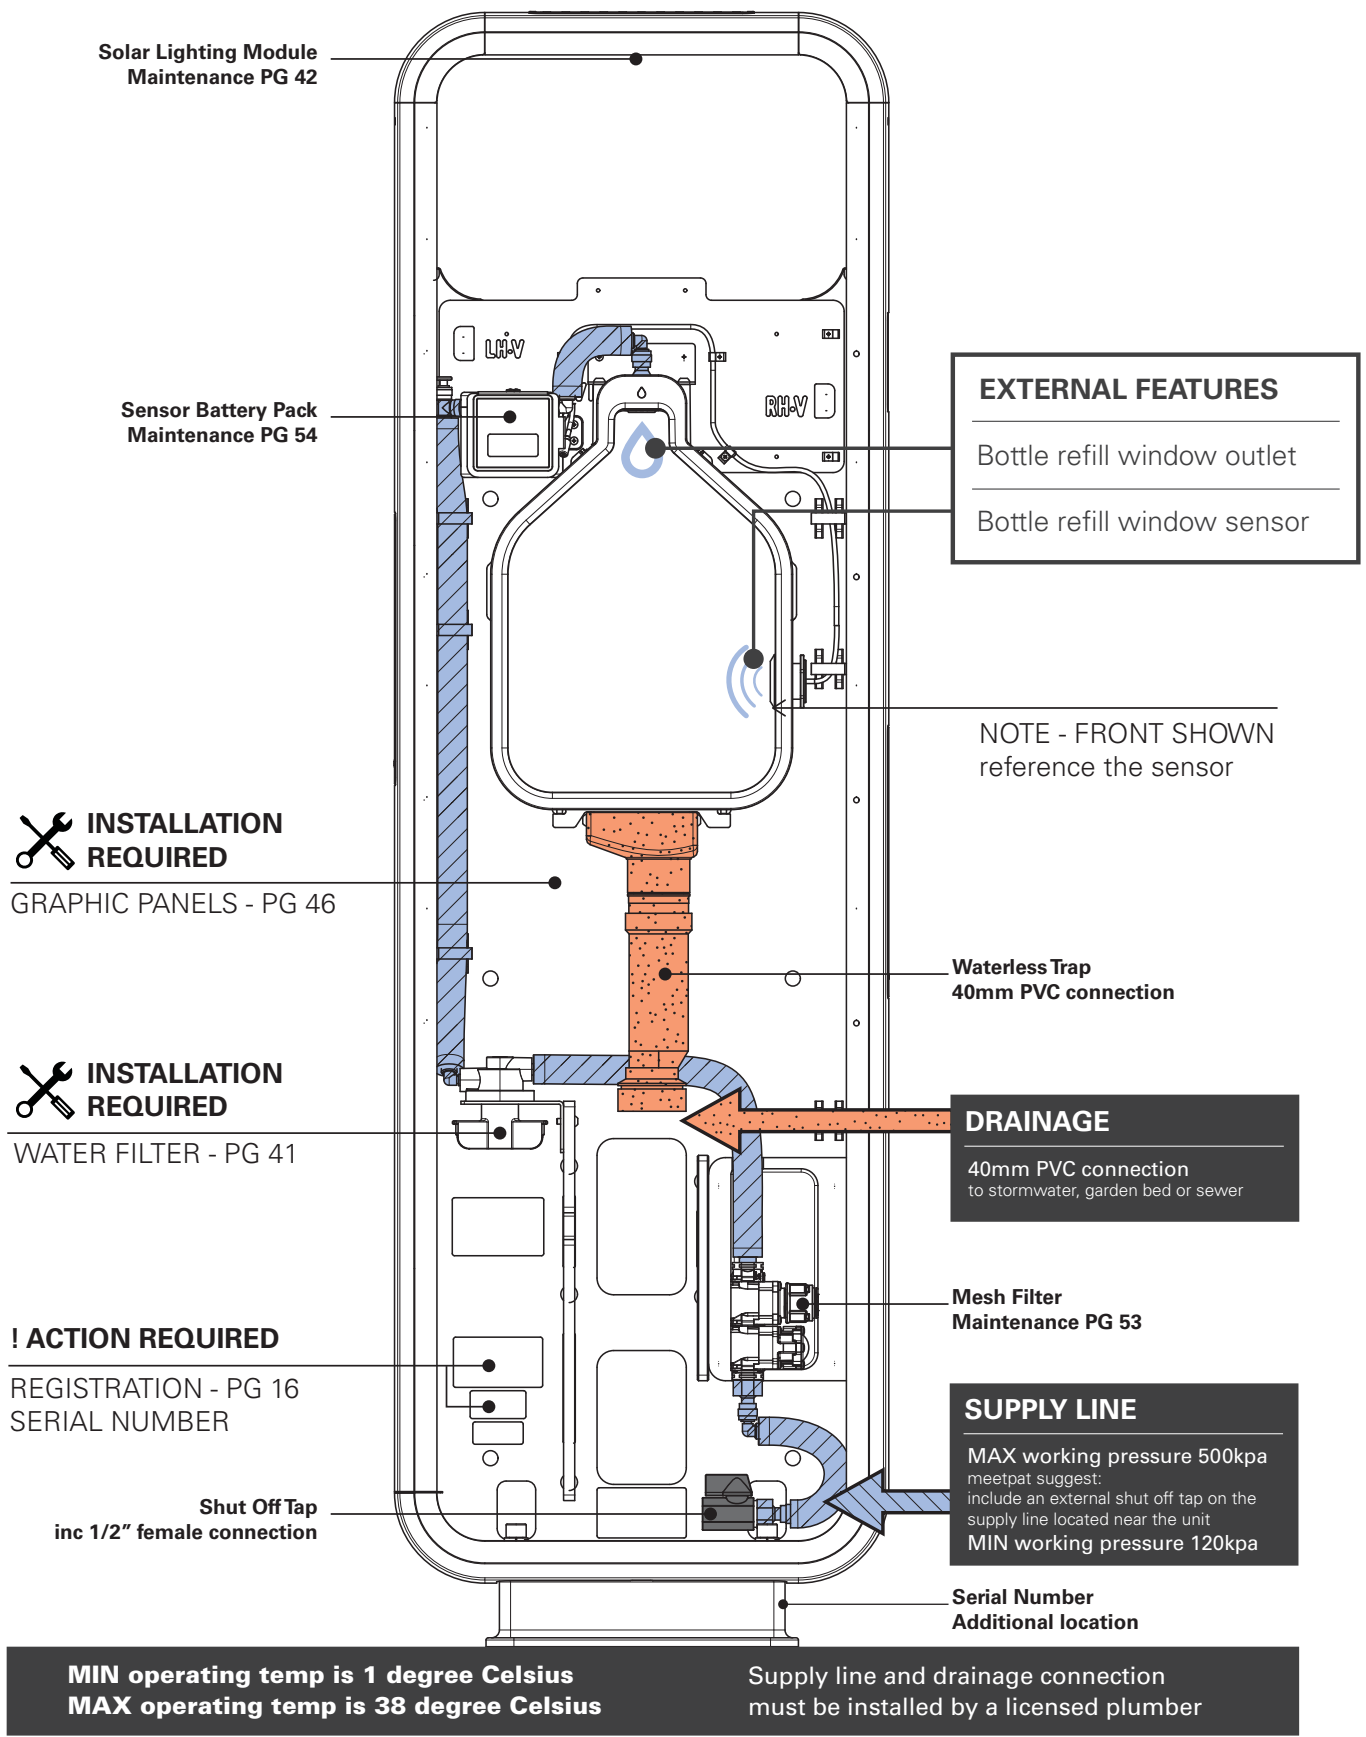 Solar Lighting Module
Maintenance PG 42
LH-V
Sensor Battery Pack
Maintenance PG 54
RH-V
EXTERNAL FEATURES
Bottle refill window outlet
Bottle refill window sensor
NOTE - FRONT SHOWN
reference the sensor
INSTALLATION
REQUIRED
GRAPHIC PANELS - PG 46
Waterless Trap
40mm PVC connection
INSTALLATION
REQUIRED
WATER FILTER - PG 41
DRAINAGE
40mm PVC connection
to stormwater, garden bed or sewer
Mesh Filter
Maintenance PG 53
! ACTION REQUIRED
REGISTRATION - PG 16
SERIAL NUMBER
SUPPLY LINE
MAX working pressure 500kpa
meetpat suggest:
include an external shut off tap on the
supply line located near the unit
MIN working pressure 120kpa
Shut Off Tap
inc 1/2” female connection
Serial Number
Additional location
MIN operating temp is 1 degree Celsius
MAX operating temp is 38 degree Celsius
Supply line and drainage connection
must be installed by a licensed plumber